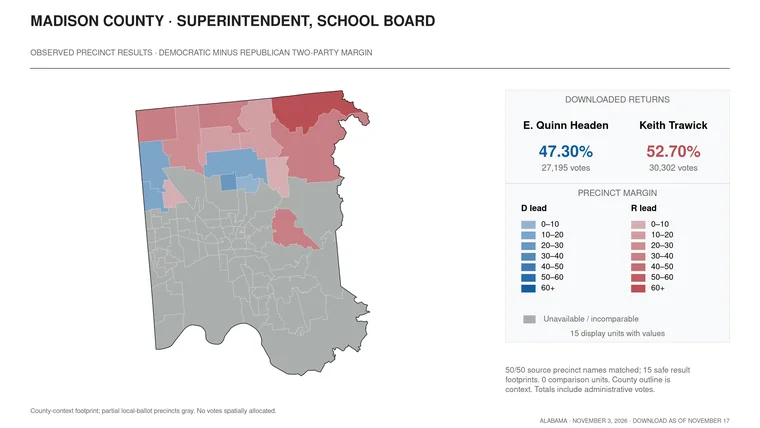 MADISON COUNTY · SUPERINTENDENT, SCHOOL BOARD
OBSERVED PRECINCT RESULTS · DEMOCRATIC MINUS REPUBLICAN TWO-PARTY MARGIN
DOWNLOADED RETURNS
E. Quinn Headen Keith Trawick
47.30% 52.70%
27,195 votes 30,302 votes
PRECINCT MARGIN
D lead R lead
0–10 0–10
10–20 10–20
20–30 20–30
30–40 30–40
40–50 40–50
50–60 50–60
60+ 60+
Unavailable / incomparable
15 display units with values
50/50 source precinct names matched; 15 safe result
footprints. 0 comparison units. County outline is
context. Totals include administrative votes.
County-context footprint; partial local-ballot precincts gray. No votes spatially allocated.
ALABAMA · NOVEMBER 3, 2026 · DOWNLOAD AS OF NOVEMBER 17